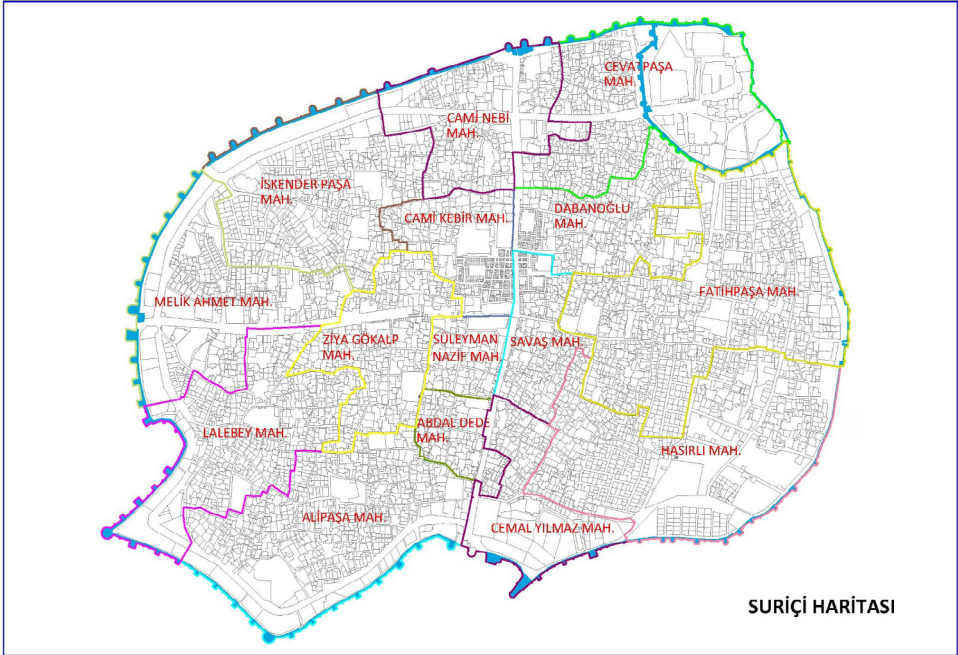 CEVATPAŞA
MAH.
CAMİ NEBİ
MAH.
İSKENDER PAŞA
MAH.
CAMİ KEBİR MAH.
DABANOĞLU
MAH.
MELİK AHMET MAH.
FATİHPAŞA MAH.
ZİYA GÖKALP
MAH.
SÜLEYMAN
NAZİF MAH.
SAVAŞ MAH.
ABDAL DEDE
MAH.
LALEBEY MAH.
HASIRLI MAH.
ALİPAŞA MAH.
CEMAL YILMAZ MAH.
SURİÇİ HARİTASI